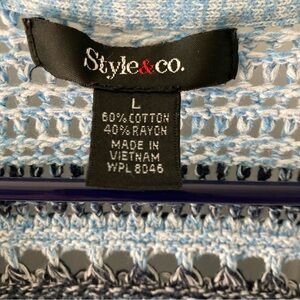 Style&co.
L
60% COTTON
40% RAYON
MADE IN
VIETNAM
WPL 8046